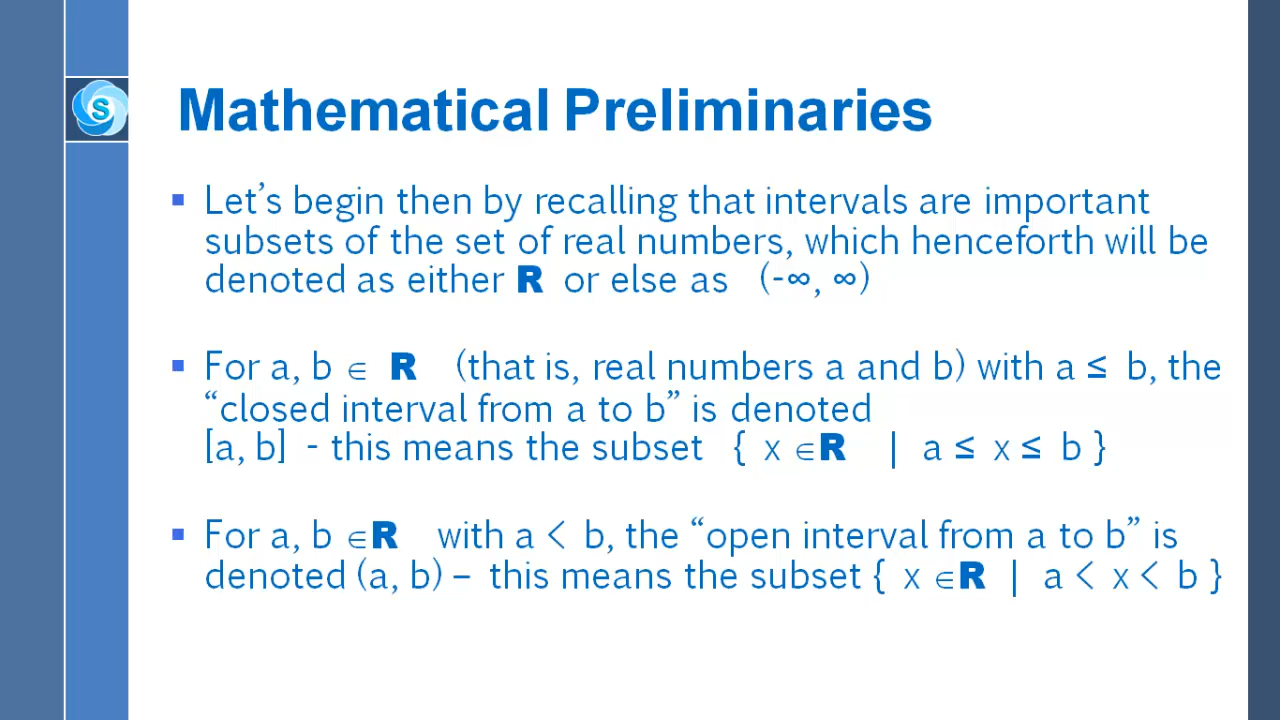 S
Mathematical Preliminaries
▪ Let’s begin then by recalling that intervals are important
subsets of the set of real numbers, which henceforth will be
denoted as either R or else as (-∞, ∞)
▪ For a, b ∈ R (that is, real numbers a and b) with a ≤ b, the
“closed interval from a to b” is denoted
[a, b] - this means the subset { x ∈R | a ≤ x ≤ b }
▪ For a, b ∈R with a < b, the “open interval from a to b” is
denoted (a, b) – this means the subset { x ∈R | a < x < b }